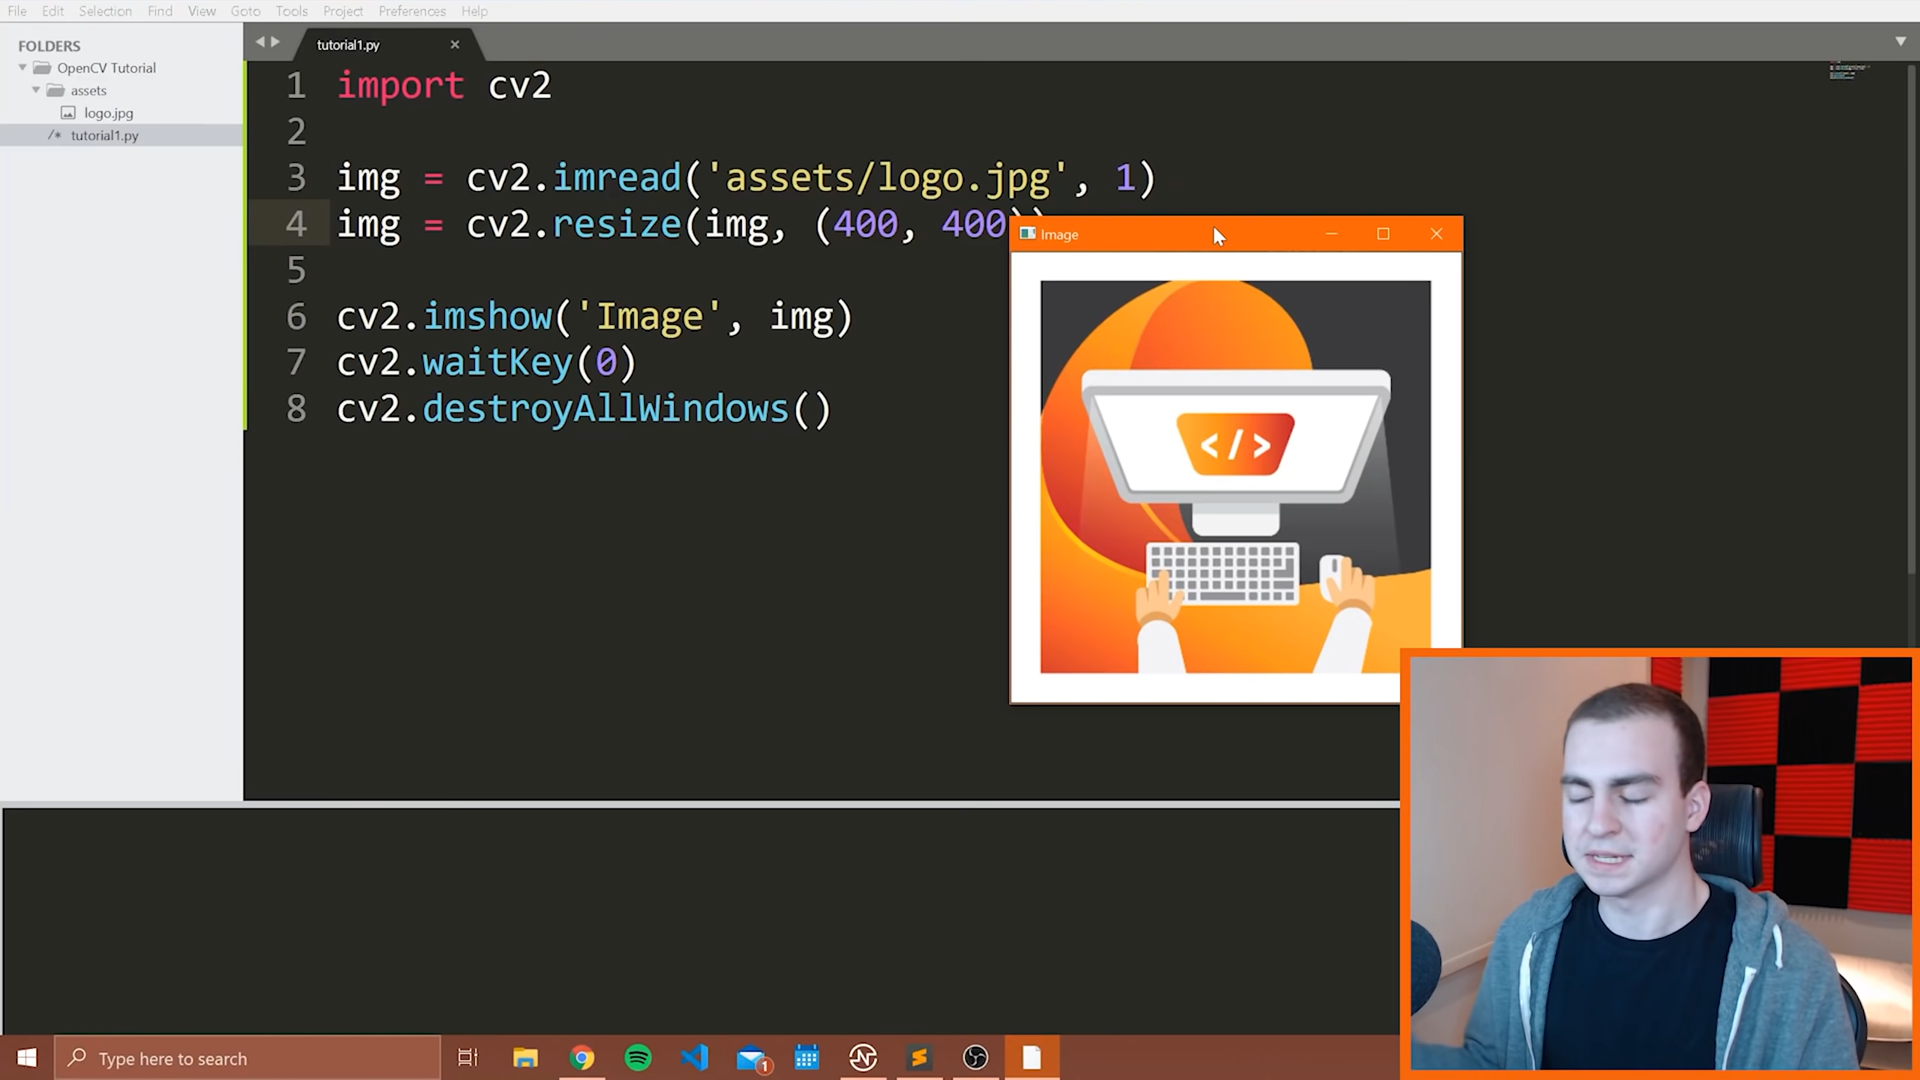 File Edit Selection Find View Goto Tools Project Preferences Help
FOLDERS
OpenCV Tutorial
assets
logo.jpg
/* tutorial1.py
tutorial1.py ×
1 import cv2
2
3 img = cv2.imread('assets/logo.jpg', 1)
4 img = cv2.resize(img, (400, 400))
5
6 cv2.imshow('Image', img)
7 cv2.waitKey(0)
8 cv2.destroyAllWindows()
Image
</>
Type here to search
1